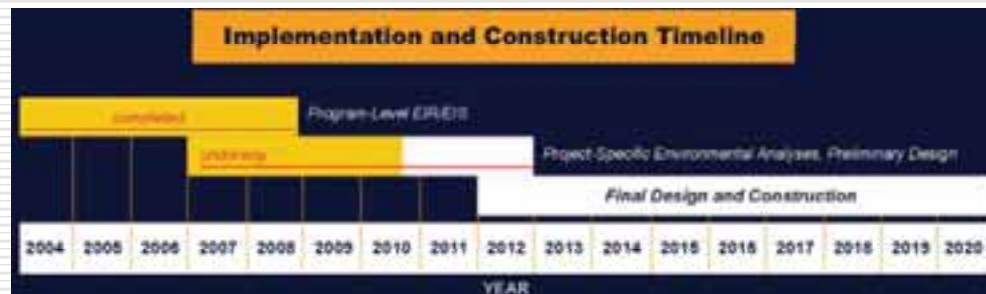 Implementation and Construction Timeline
completed Program-Level EIR/EIS
underway Project-Specific Environmental Analyses, Preliminary Design
Final Design and Construction
2004 2005 2006 2007 2008 2009 2010 2011 2012 2013 2014 2015 2016 2017 2018 2019 2020
YEAR